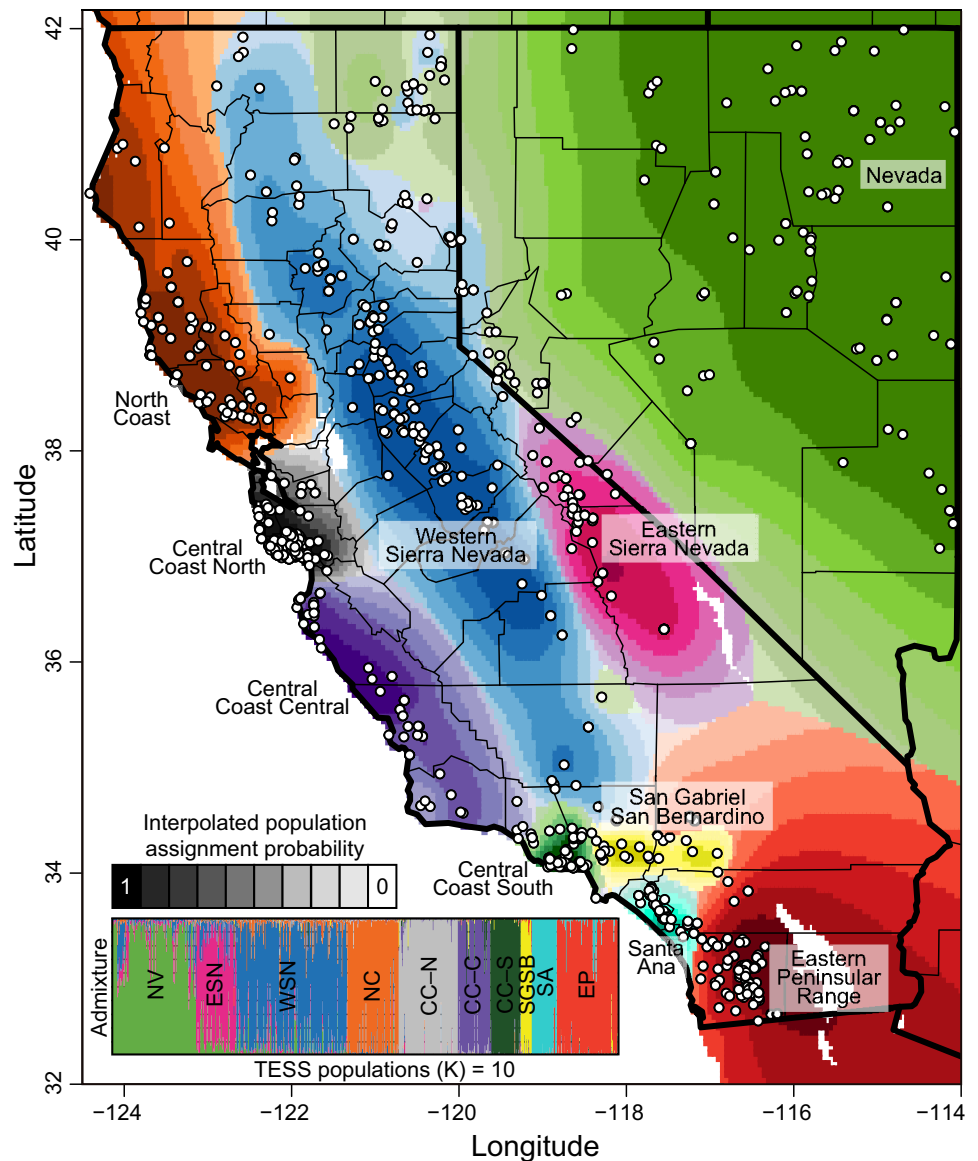 42
40
38
36
34
32
Latitude
Nevada
North
Coast
Central
Coast North
Western
Sierra Nevada
Eastern
Sierra Nevada
Central
Coast Central
San Gabriel
San Bernardino
Interpolated population
assignment probability
1
0
Central
Coast South
Santa
Ana
Eastern
Peninsular
Range
Admixture
NV
ESN
WSN
NC
CC–N
CC–C
CC–S
SGSB
SA
EP
TESS populations (K) = 10
−124
−122
−120
−118
−116
−114
Longitude